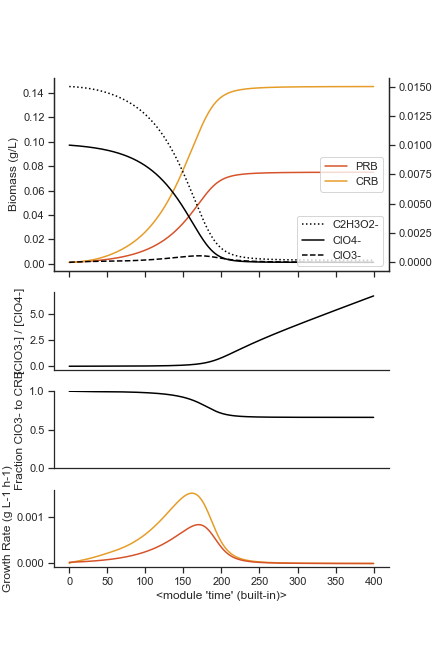 Biomass (g/L)
0.14
0.12
0.10
0.08
0.06
0.04
0.02
0.00
0.0150
0.0125
0.0100
0.0075
0.0050
0.0025
0.0000
PRB
CRB
C2H3O2-
ClO4-
ClO3-
[ClO3-] / [ClO4-]
5.0
2.5
0.0
Fraction ClO3- to CRB
1.0
0.5
0.0
Growth Rate (g L-1 h-1)
0.001
0.000
0 50 100 150 200 250 300 350 400
<module 'time' (built-in)>